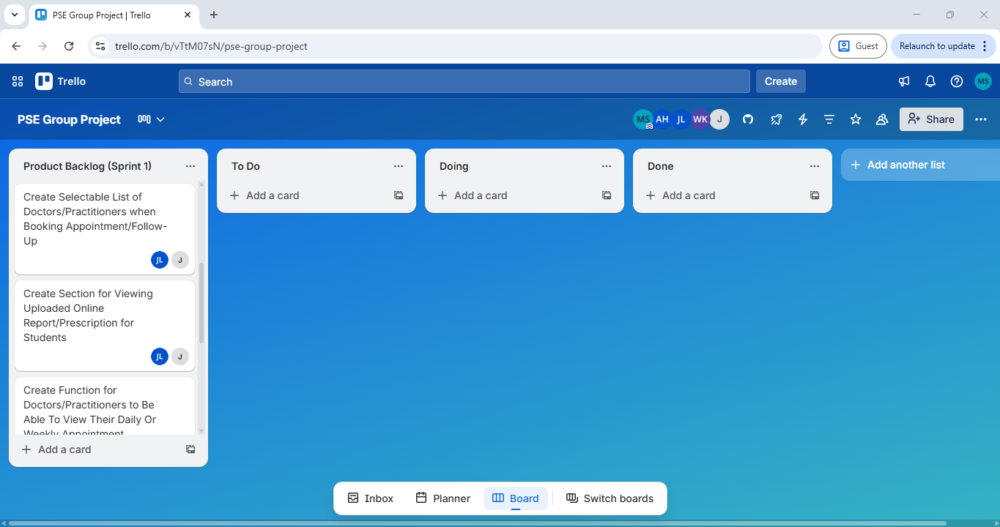 PSE Group Project | Trello
trello.com/b/vTtM07sN/pse-group-project
Guest
Relaunch to update
Trello
Search
Create
MS
PSE Group Project
MS
AH
JL
WK
J
Share
Product Backlog (Sprint 1)
Create Selectable List of
Doctors/Practitioners when
Booking Appointment/Follow-
Up
JL
J
Create Section for Viewing
Uploaded Online
Report/Prescription for
Students
JL
J
Create Function for
Doctors/Practitioners to Be
Able To View Their Daily Or
Weekly Appointment
Add a card
To Do
Add a card
Doing
Add a card
Done
Add a card
Add another list
Inbox
Planner
Board
Switch boards